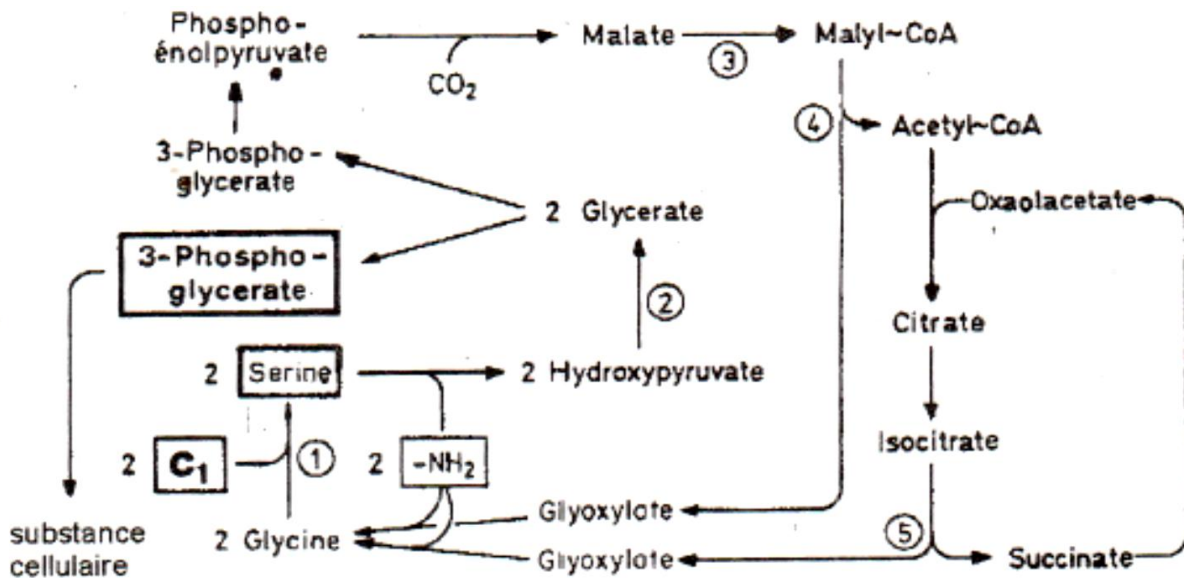 Phospho-
énolpyruvate
CO₂
Malate
③
Malyl~CoA
④
Acetyl~CoA
3-Phospho-
glycerate
2 Glycerate
Oxaolacetate
3-Phospho-
glycerate
②
Citrate
2 Serine
2 Hydroxypyruvate
Isocitrate
2 C₁
①
2 -NH₂
substance
cellulaire
2 Glycine
Glyoxylate
Glyoxylate
⑤
Succinate